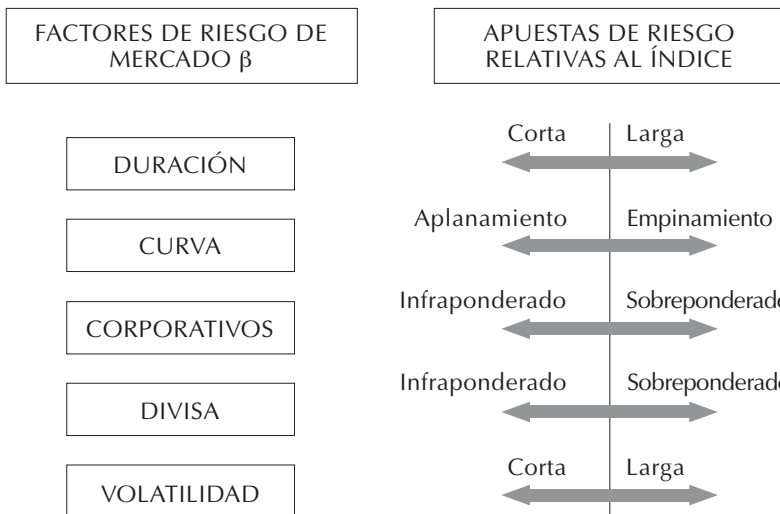 FACTORES DE RIESGO DE
MERCADO β
APUESTAS DE RIESGO
RELATIVAS AL ÍNDICE
DURACIÓN
Corta Larga
CURVA
Aplanamiento Empinamiento
CORPORATIVOS
Infraponderado Sobreponderado
DIVISA
Infraponderado Sobreponderado
VOLATILIDAD
Corta Larga